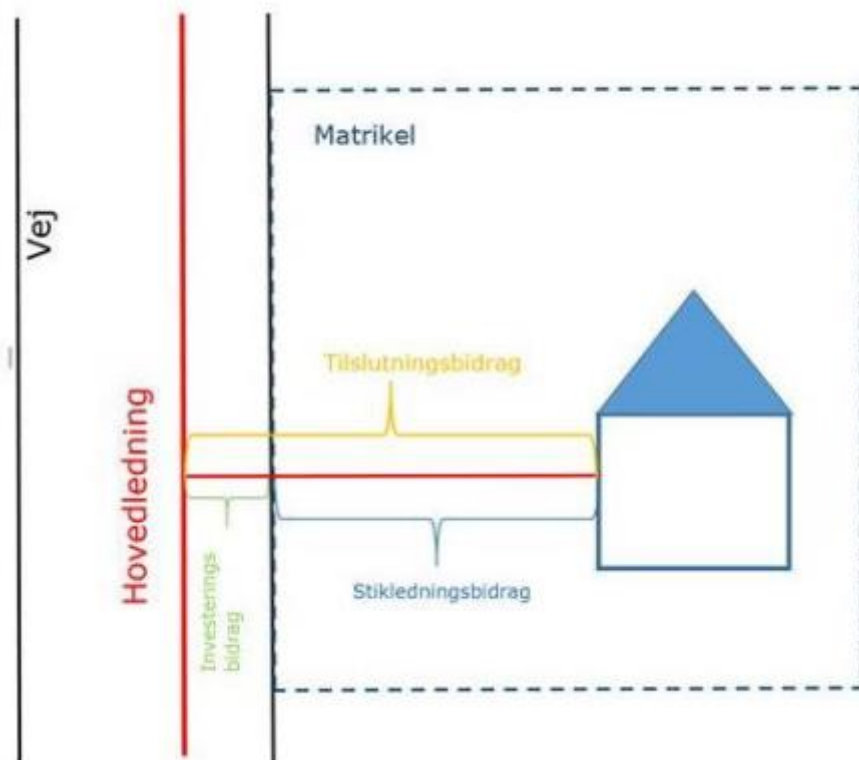 Matrikel
Vej
Tilslutningsbidrag
Hovedledning
Investerings
bidrag
Stikledningsbidrag